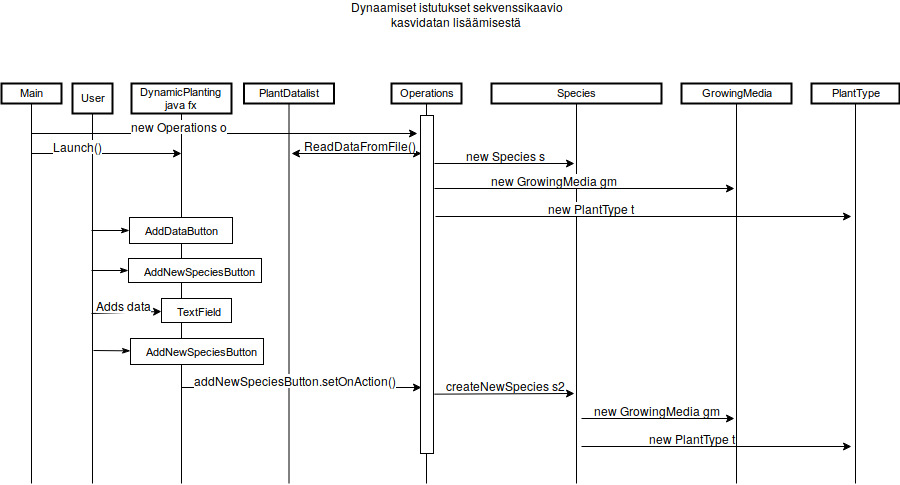 Dynaamiset istutukset sekvenssikaavio
kasvidatan lisäämisestä
Main
User
DynamicPlanting
java fx
PlantDatalist
Operations
Species
GrowingMedia
PlantType
new Operations o
Launch()
ReadDataFromFile()
new Species s
new GrowingMedia gm
new PlantType t
AddDataButton
AddNewSpeciesButton
Adds data
TextField
AddNewSpeciesButton
addNewSpeciesButton.setOnAction()
createNewSpecies s2
new GrowingMedia gm
new PlantType t